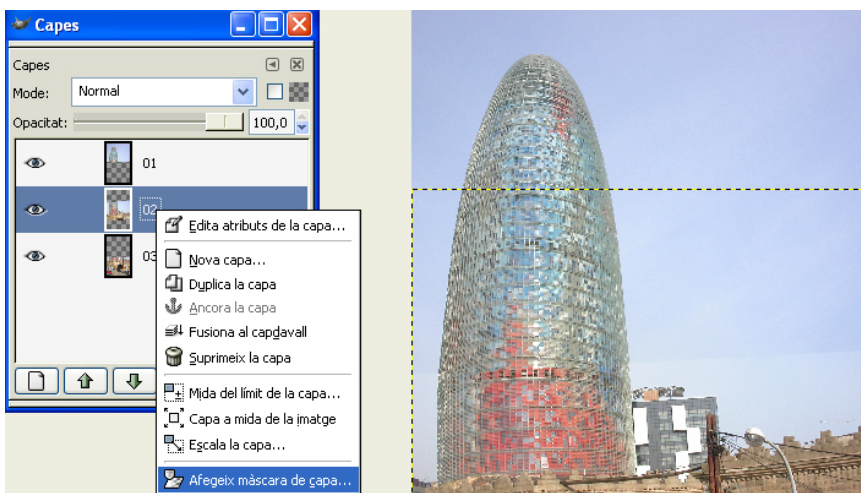 Capes
Capes
Mode: Normal
Opacitat: 100,0
01
02
03
Edita atributs de la capa...
Nova capa...
Duplica la capa
Ancora la capa
Fusiona al capdavall
Suprimeix la capa
Mida del límit de la capa...
Capa a mida de la imatge
Escala la capa...
Afegeix màscara de capa...